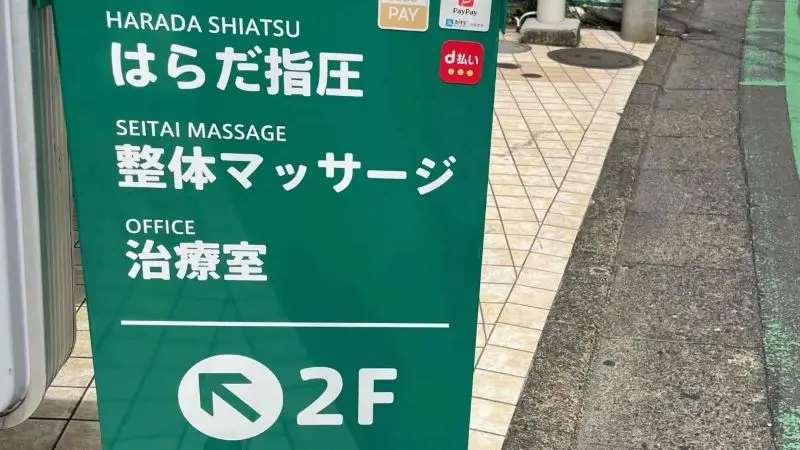 HARADA SHIATSU
はらだ指圧
PAY
PayPay
d払い
SEITAI MASSAGE
整体マッサージ
OFFICE
治療室
2F